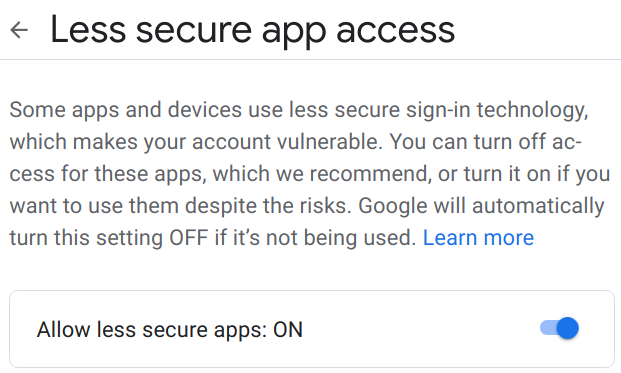 Less secure app access
Some apps and devices use less secure sign-in technology,
which makes your account vulnerable. You can turn off ac-
cess for these apps, which we recommend, or turn it on if you
want to use them despite the risks. Google will automatically
turn this setting OFF if it’s not being used. Learn more
Allow less secure apps: ON